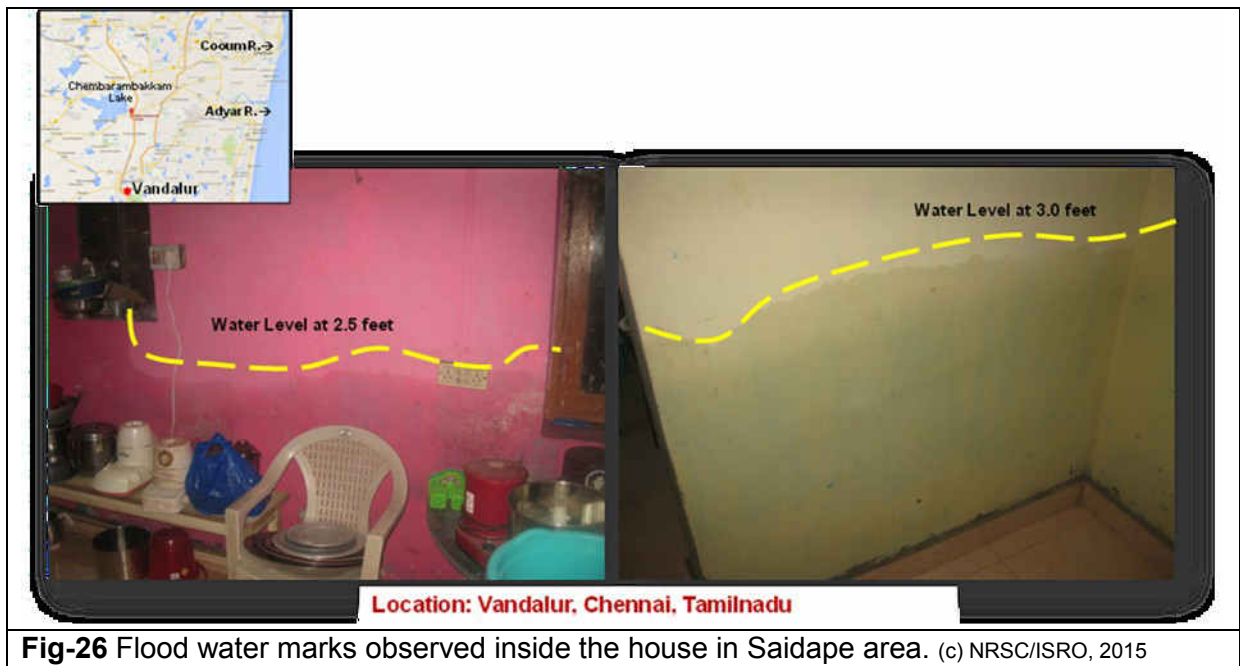 Cooum R.→
Chembarambakkam
Lake
Adyar R.→
Vandalur
Water Level at 2.5 feet
Water Level at 3.0 feet
Location: Vandalur, Chennai, Tamilnadu
Fig-26 Flood water marks observed inside the house in Saidape area. (c) NRSC/ISRO, 2015